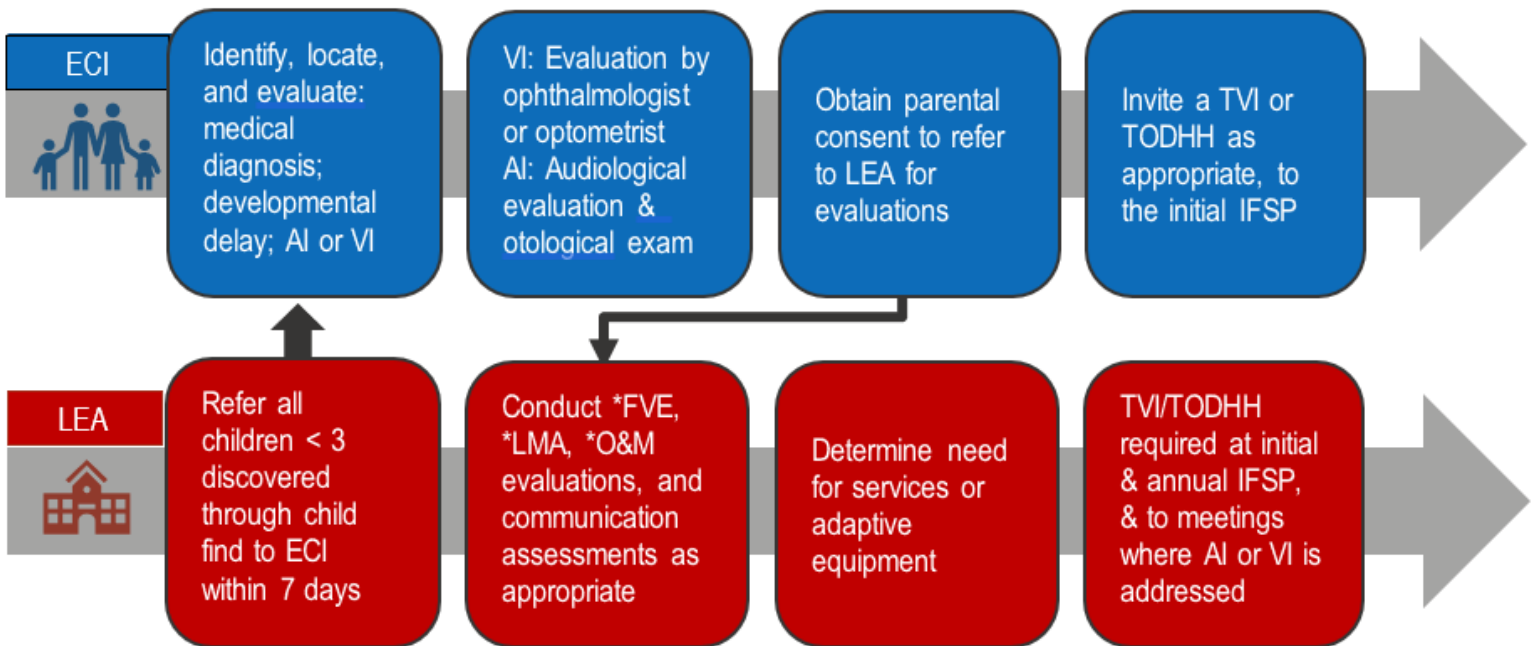 ECI
Identify, locate,
and evaluate:
medical
diagnosis;
developmental
delay; AI or VI
VI: Evaluation by
ophthalmologist
or optometrist
AI: Audiological
evaluation &
otological exam
Obtain parental
consent to refer
to LEA for
evaluations
Invite a TVI or
TODHH as
appropriate, to
the initial IFSP
LEA
Refer all
children < 3
discovered
through child
find to ECI
within 7 days
Conduct *FVE,
*LMA, *O&M
evaluations, and
communication
assessments as
appropriate
Determine need
for services or
adaptive
equipment
TVI/TODHH
required at initial
& annual IFSP,
& to meetings
where AI or VI is
addressed